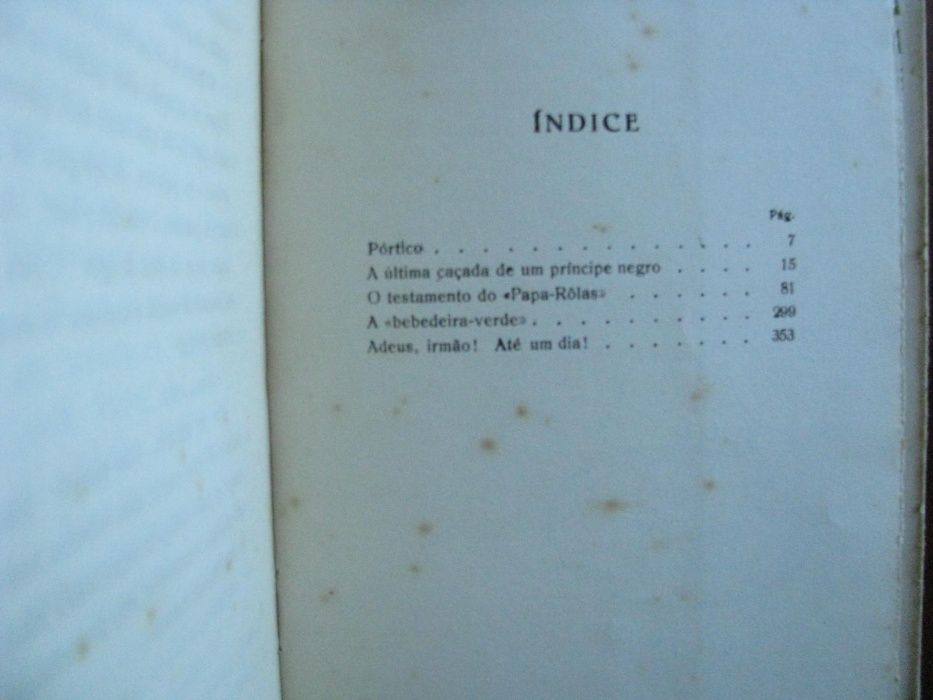 ÍNDICE
Pág.
Pórtico . . . . . . . . . . . . . . 7
A última caçada de um príncipe negro . . . . 15
O testamento do «Papa-Rôlas» . . . . . . 81
A «bebedeira-verde» . . . . . . . . . . 299
Adeus, irmão! Até um dia! . . . . . . . 353